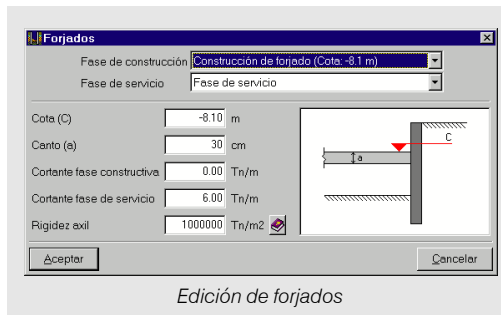 Forjados
Fase de construcción Construcción de forjado (Cota: -8.1 m)
Fase de servicio Fase de servicio
Cota (C) -8.10 m
Canto (a) 30 cm
Cortante fase constructiva 0.00 Tn/m
Cortante fase de servicio 6.00 Tn/m
Rigidez axil 1000000 Tn/m2
C
a
Aceptar Cancelar
Edición de forjados